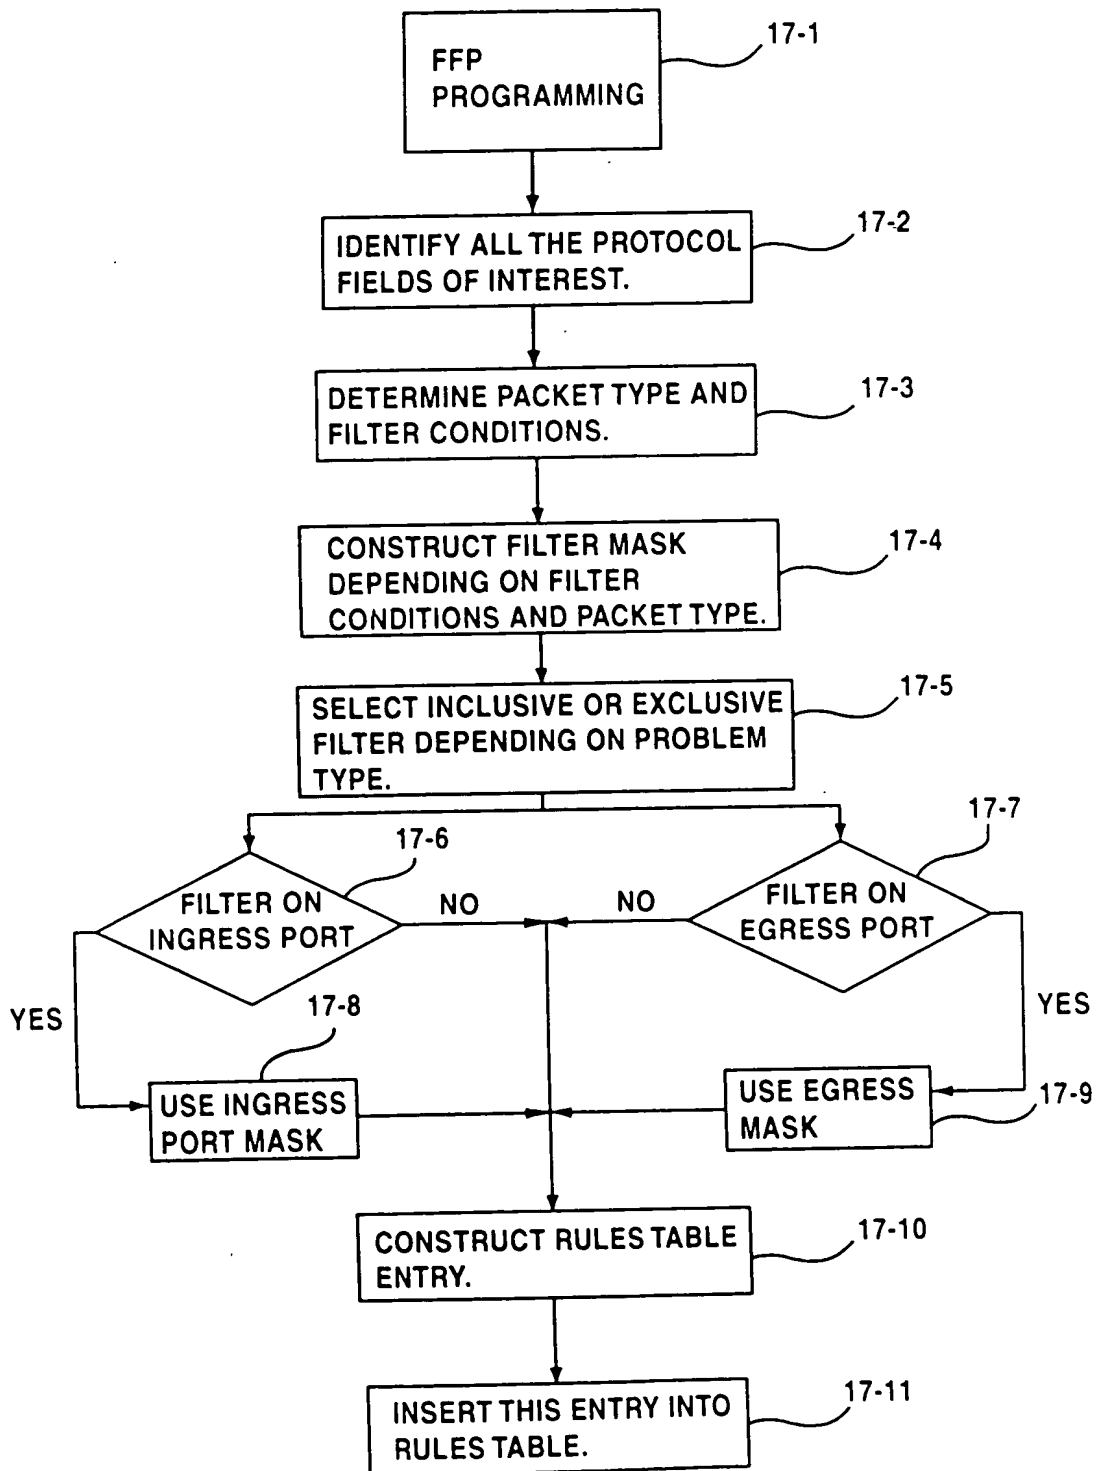 17-1
FFP
PROGRAMMING
17-2
IDENTIFY ALL THE PROTOCOL
FIELDS OF INTEREST.
17-3
DETERMINE PACKET TYPE AND
FILTER CONDITIONS.
17-4
CONSTRUCT FILTER MASK
DEPENDING ON FILTER
CONDITIONS AND PACKET TYPE.
17-5
SELECT INCLUSIVE OR EXCLUSIVE
FILTER DEPENDING ON PROBLEM
TYPE.
17-6
17-7
FILTER ON
INGRESS PORT
NO
NO
FILTER ON
EGRESS PORT
YES
YES
17-8
USE INGRESS
PORT MASK
USE EGRESS
MASK
17-9
CONSTRUCT RULES TABLE
ENTRY.
17-10
INSERT THIS ENTRY INTO
RULES TABLE.
17-11